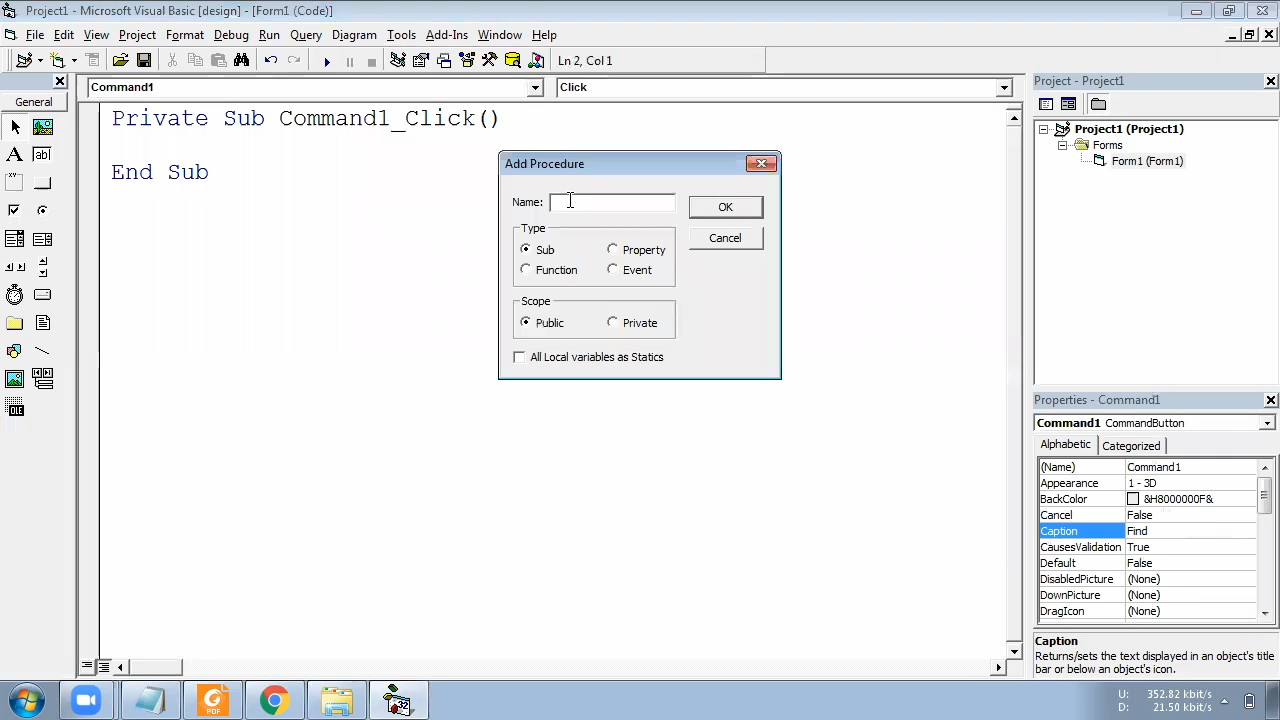 Project1 - Microsoft Visual Basic [design] - [Form1 (Code)]
File Edit View Project Format Debug Run Query Diagram Tools Add-Ins Window Help
Ln 2, Col 1
General
Command1
Click
Private Sub Command1_Click()
End Sub
Add Procedure
Name:
OK
Cancel
Type
Sub
Property
Function
Event
Scope
Public
Private
All Local variables as Statics
Project - Project1
Project1 (Project1)
Forms
Form1 (Form1)
Properties - Command1
Command1 CommandButton
Alphabetic Categorized
(Name) Command1
Appearance 1 - 3D
BackColor &H8000000F&
Cancel False
Caption Find
CausesValidation True
Default False
DisabledPicture (None)
DownPicture (None)
DragIcon (None)
Caption
Returns/sets the text displayed in an object's title
bar or below an object's icon.
OLE
PDF
32
U: 352.82 kbit/s
D: 21.50 kbit/s